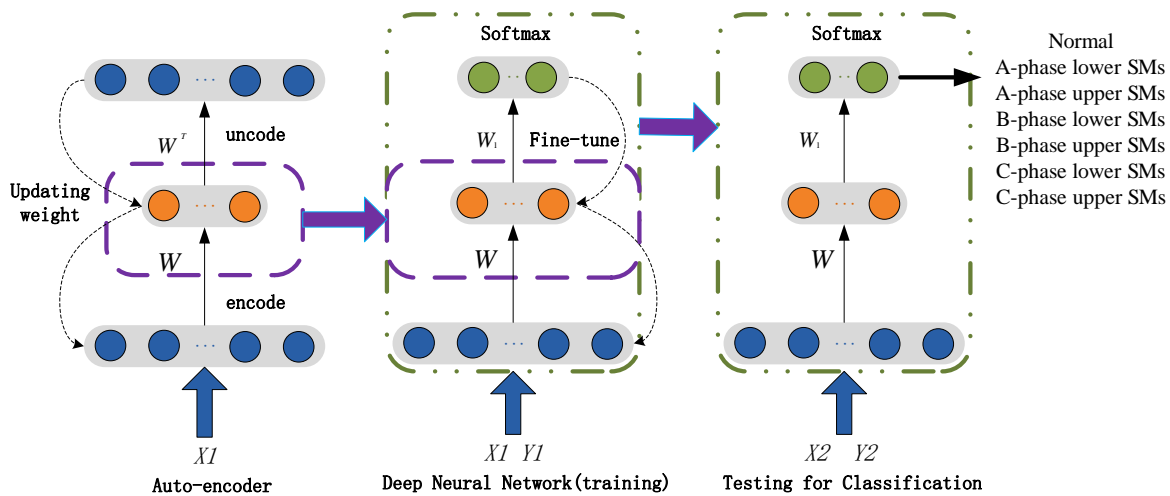 Softmax
Softmax
Normal
A-phase lower SMs
A-phase upper SMs
B-phase lower SMs
B-phase upper SMs
C-phase lower SMs
C-phase upper SMs
...
..
..
W^T
uncode
W₁
Fine-tune
W₁
Updating
weight
...
...
...
W
W
W
encode
...
...
...
X1
X1 Y1
X2 Y2
Auto-encoder
Deep Neural Network(training)
Testing for Classification